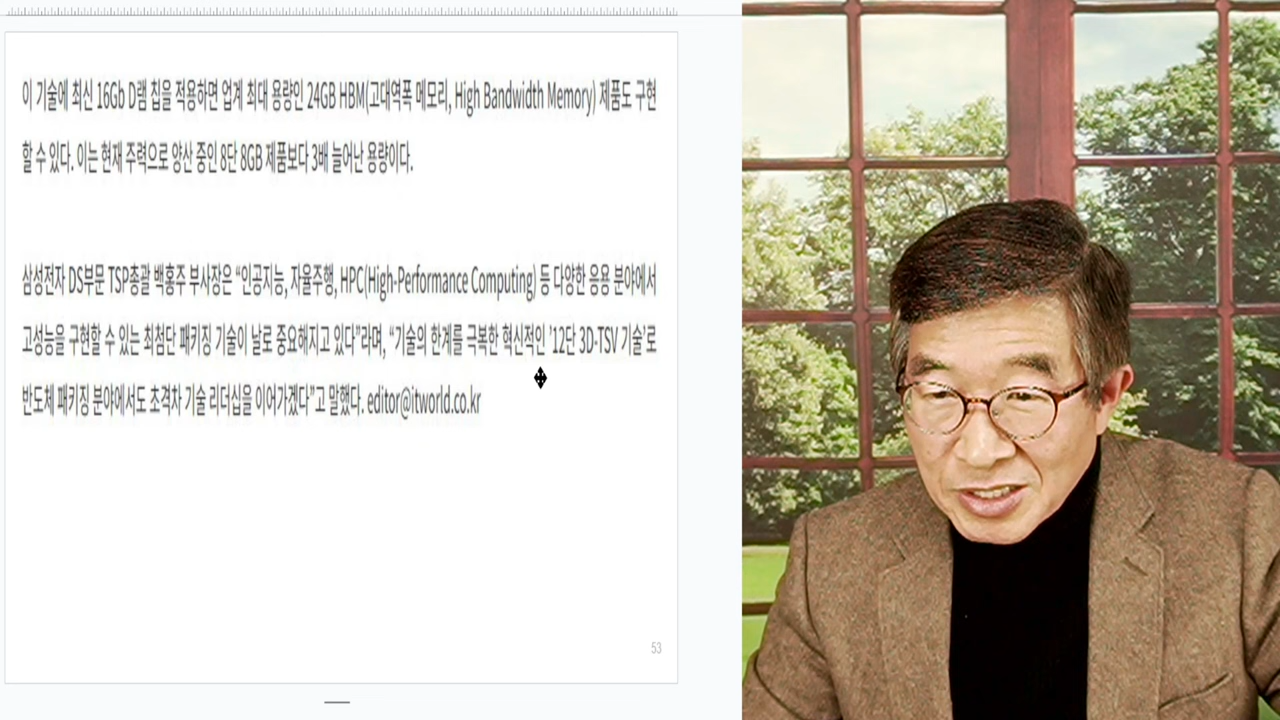 이 기술에 최신 16Gb D램 칩을 적용하면 업계 최대 용량인 24GB HBM(고대역폭 메모리, High Bandwidth Memory) 제품도 구현
할 수 있다. 이는 현재 주력으로 양산 중인 8단 8GB 제품보다 3배 늘어난 용량이다.
삼성전자 DS부문 TSP총괄 백홍주 부사장은 “인공지능, 자율주행, HPC(High-Performance Computing) 등 다양한 응용 분야에서
고성능을 구현할 수 있는 최첨단 패키징 기술이 날로 중요해지고 있다”라며, “기술의 한계를 극복한 혁신적인 ’12단 3D-TSV 기술’로
반도체 패키징 분야에서도 초격차 기술 리더십을 이어가겠다”고 말했다. editor@itworld.co.kr
53